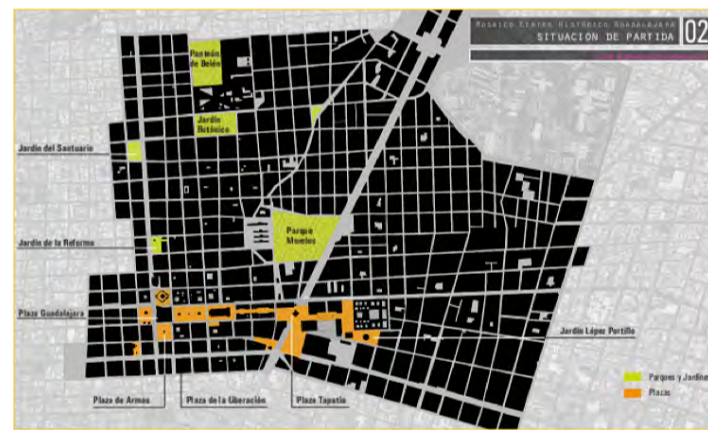 Mosaico Centro Histórico Guadalajara
SITUACION DE PARTIDA
02
Panteón
de Belén
Jardín
Botánico
Jardín del Santuario
Parque
Morelos
Jardín de la Reforma
Plaza Guadalajara
Jardín López Portillo
Plaza de Armas
Plaza de la Liberación
Plaza Tapatía
Parques y Jardines
Plazas